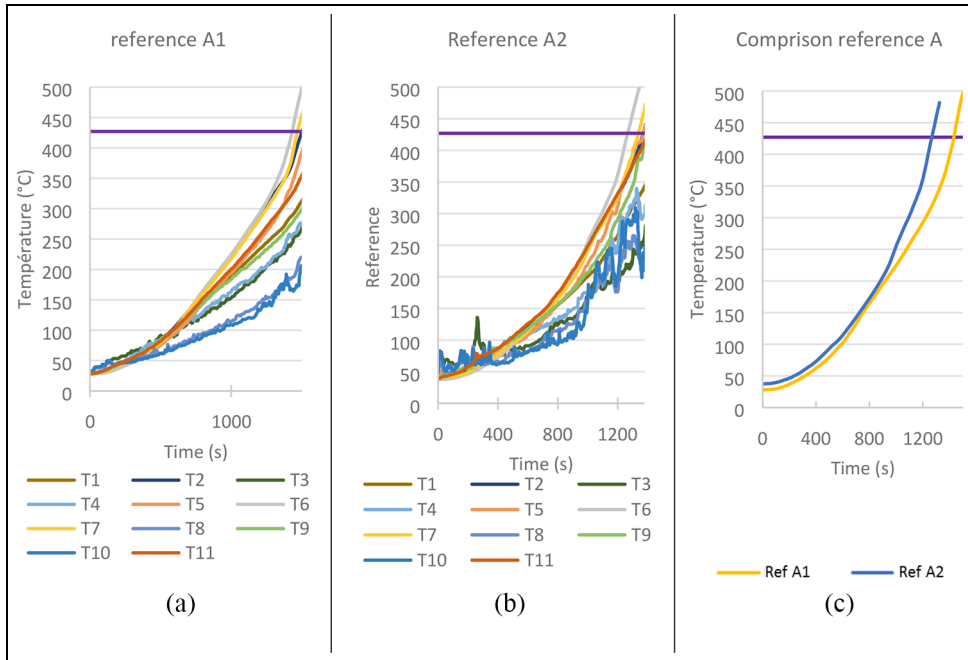 reference A1
500
450
400
350
300
250
200
150
100
50
0
Température (°C)
0 1000
Time (s)
T1 T2 T3
T4 T5 T6
T7 T8 T9
T10 T11
(a)
Reference A2
500
450
400
350
300
250
200
150
100
50
0
Reference
0 400 800 1200
Time (s)
T1 T2 T3
T4 T5 T6
T7 T8 T9
T10 T11
(b)
Comprison reference A
500
450
400
350
300
250
200
150
100
50
0
Temperature (°C)
0 400 800 1200
Time (s)
Ref A1 Ref A2
(c)